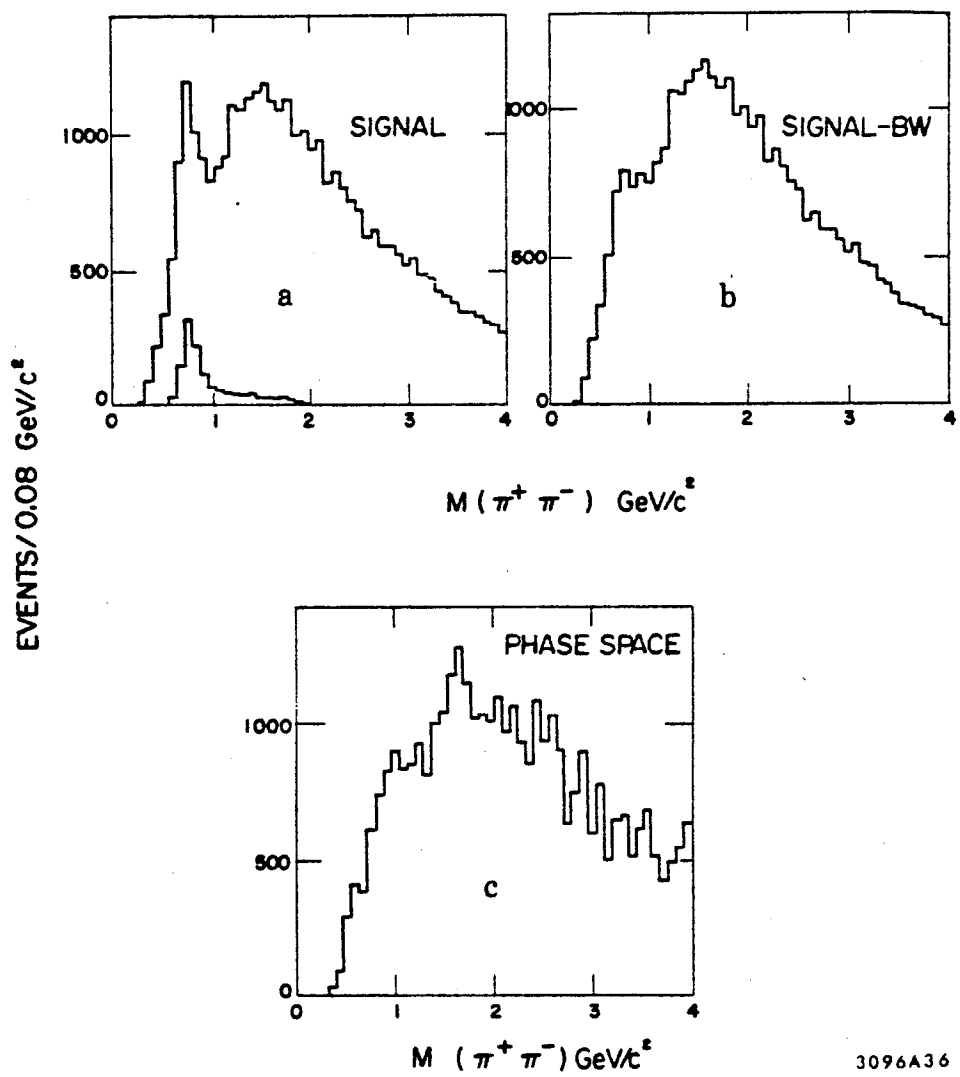 SIGNAL
1000
500
0
a
0 1 2 3 4
SIGNAL-BW
1000
500
0
b
0 1 2 3 4
EVENTS/0.08 GeV/c²
M (π⁺ π⁻) GeV/c²
PHASE SPACE
1000
500
0
c
0 1 2 3 4
M (π⁺ π⁻) GeV/c²
3096A36